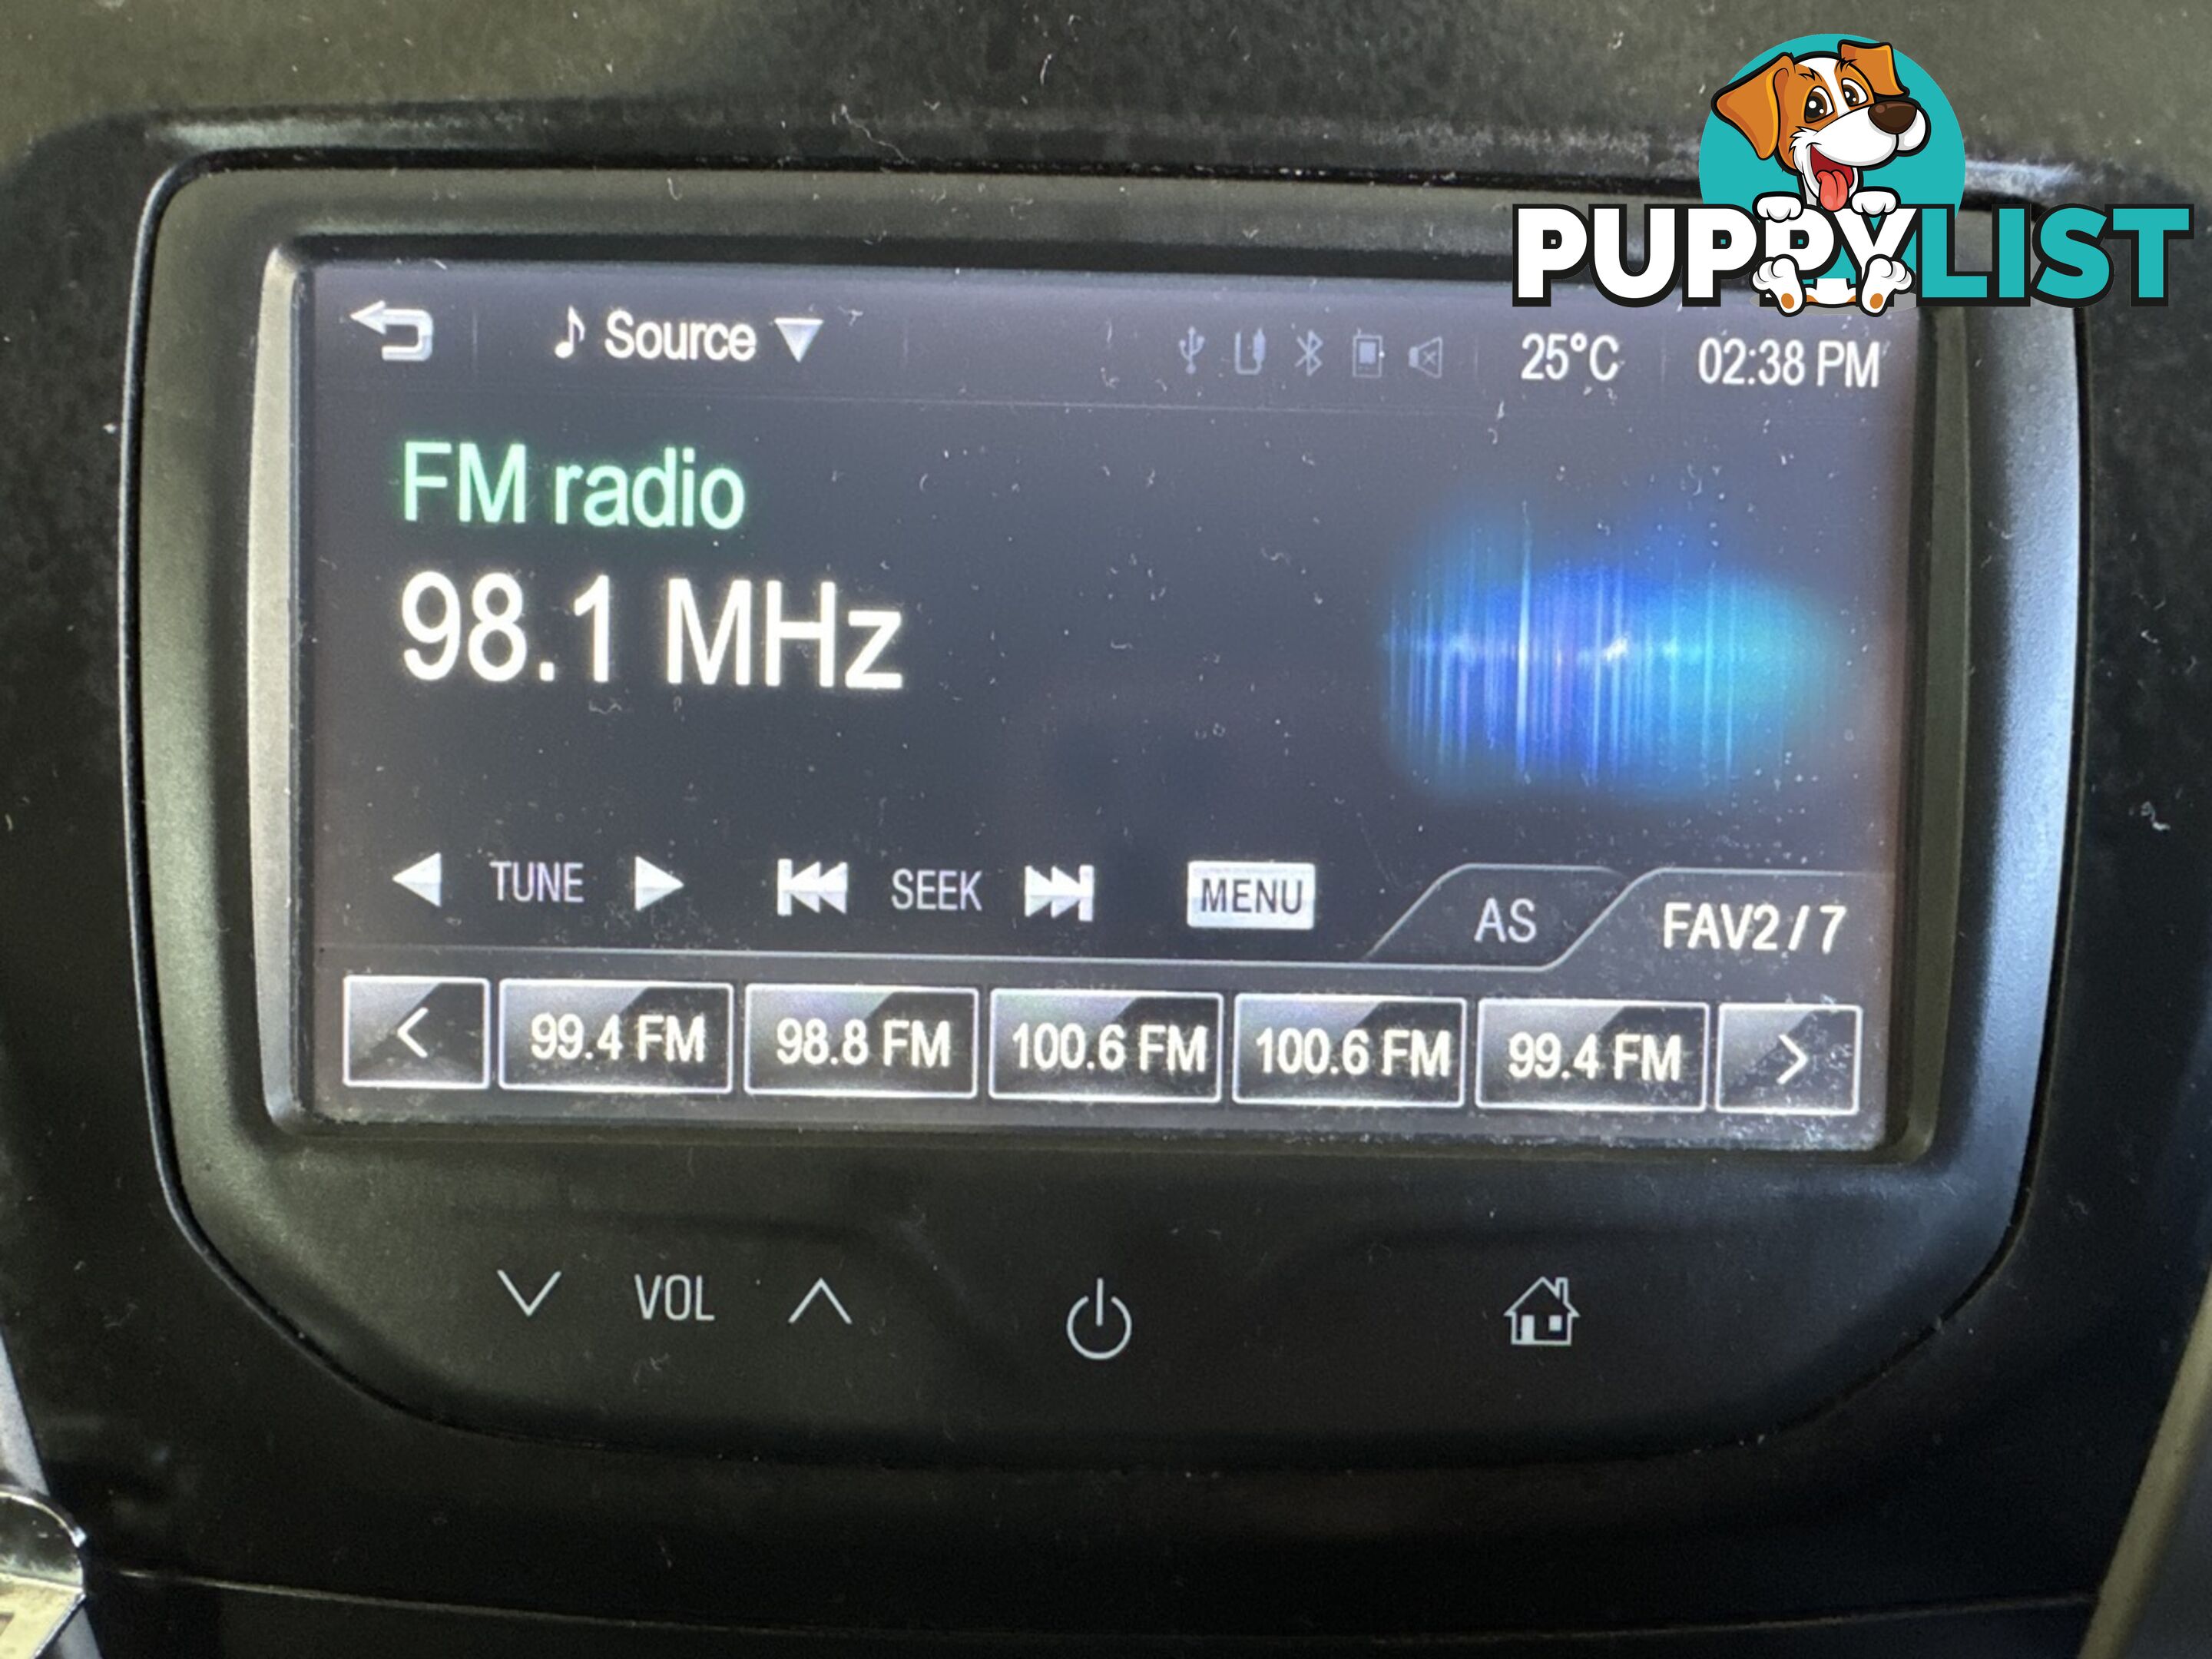 PUPPYLIST
Source 25°C 02:38 PM
FM radio
98.1 MHz
TUNE SEEK MENU AS FAV2/7
< 99.4 FM 98.8 FM 100.6 FM 100.6 FM 99.4 FM >
VOL